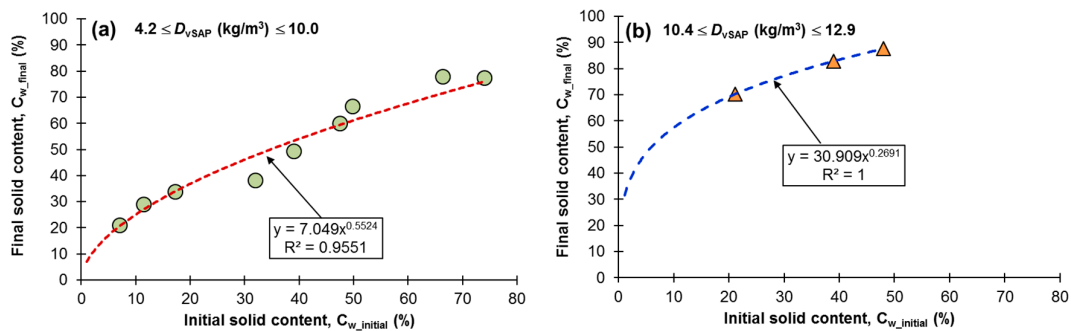 (a) 4.2 ≤ DvSAP (kg/m³) ≤ 10.0
Final solid content, Cw_final (%)
100
90
80
70
60
50
40
30
20
10
0
y = 7.049x^0.5524
R² = 0.9551
0 10 20 30 40 50 60 70 80
Initial solid content, Cw_initial (%)
(b) 10.4 ≤ DvSAP (kg/m³) ≤ 12.9
Final solid content, Cw_final (%)
100
90
80
70
60
50
40
30
20
10
0
y = 30.909x^0.2691
R² = 1
0 10 20 30 40 50 60 70 80
Initial solid content, Cw_initial (%)